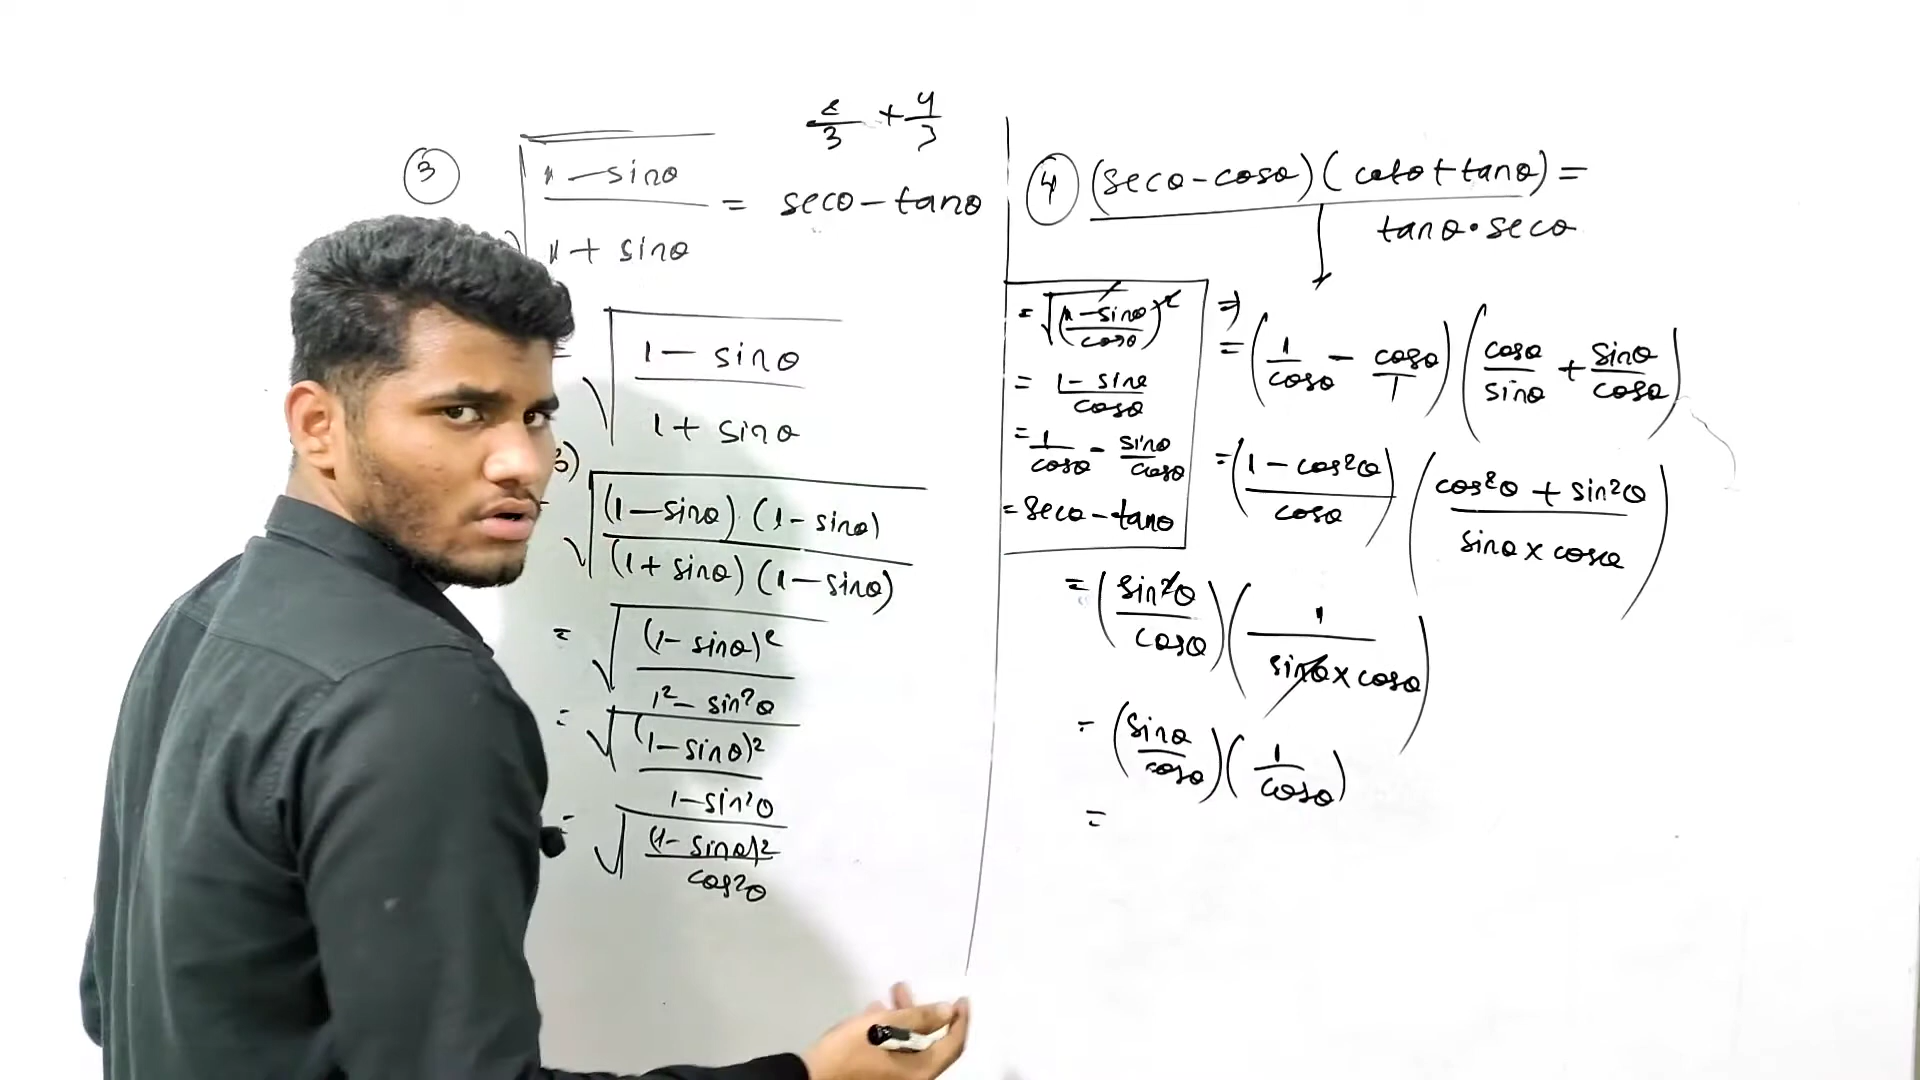 2/3 + 4/3
③ √(1-sinθ / 1+sinθ) = secθ-tanθ
= √(1-sinθ / 1+sinθ)
= √((1-sinθ)·(1-sinθ) / (1+sinθ)(1-sinθ))
= √((1-sinθ)² / 1²-sin²θ)
= √((1-sinθ)² / 1-sin²θ)
= √((1-sinθ)² / cos²θ)
= √(1-sinθ / cosθ)²
= 1-sinθ / cosθ
= 1/cosθ - sinθ/cosθ
= secθ-tanθ
④ (secθ-cosθ)(cotθ+tanθ) =
tanθ·secθ
⇒
= (1/cosθ - cosθ/1)(cosθ/sinθ + sinθ/cosθ)
= (1-cos²θ / cosθ)(cos²θ+sin²θ / sinθ×cosθ)
= (sin²θ / cosθ)(1 / sinθ×cosθ)
= (sinθ/cosθ)(1/cosθ)
=